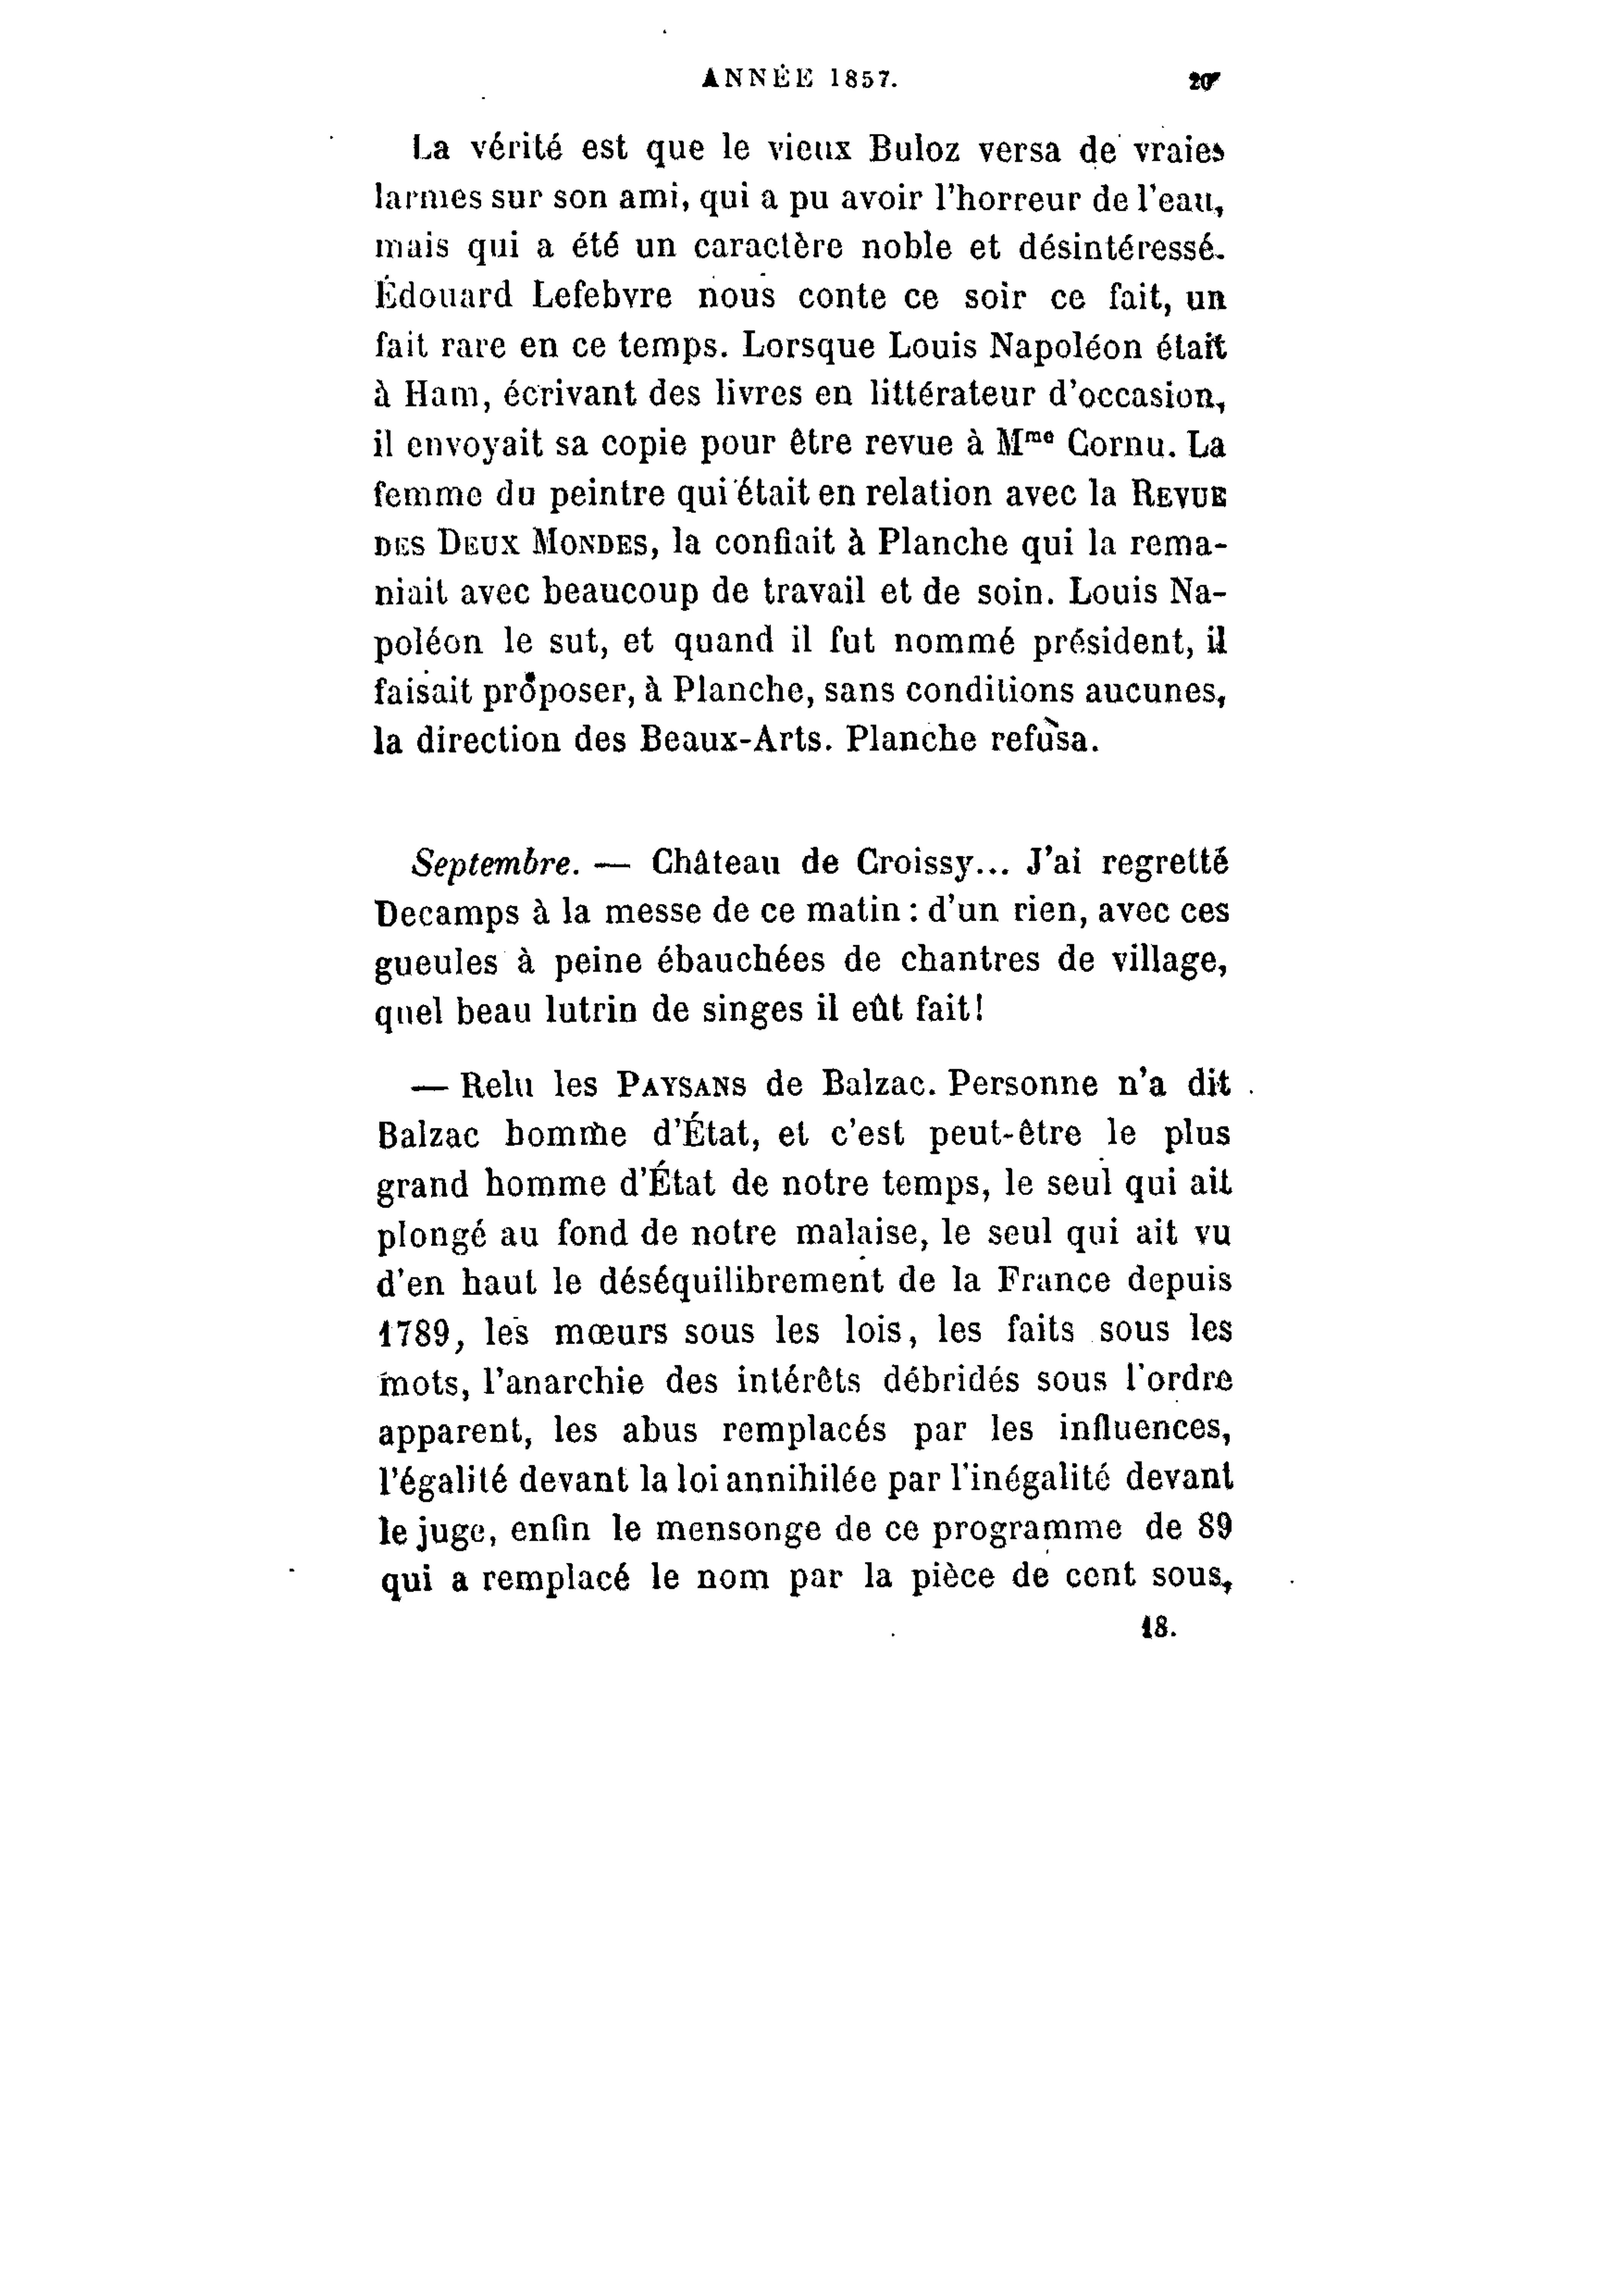 ANNÉE 1857.
La vérité est que le vieux Buloz versa de vraies
larmes sur son ami, qui a pu avoir l'horreur de l'eau,
mais qui a été un caractère noble et désintéressé.
Édouard Lefebvre nous conte ce soir ce fait, un
fait rare en ce temps. Lorsque Louis Napoléon était
à Ham, écrivant des livres en littérateur d'occasion,
il envoyait sa copie pour être revue à Mme Cornu. La
femme du peintre qui était en relation avec la REVUE
DES DEUX MONDES, la confiait à Planche qui la rema-
niait avec beaucoup de travail et de soin. Louis Na-
poléon le sut, et quand il fut nommé président, il
faisait proposer, à Planche, sans conditions aucunes,
la direction des Beaux-Arts. Planche refusa.
Septembre. — Château de Croissy... J'ai regretté
Decamps à la messe de ce matin : d'un rien, avec ces
gueules à peine ébauchées de chantres de village,
quel beau lutrin de singes il eût fait!
— Relu les PAYSANS de Balzac. Personne n'a dit
Balzac homme d'État, et c'est peut-être le plus
grand homme d'État de notre temps, le seul qui ait
plongé au fond de notre malaise, le seul qui ait vu
d'en haut le déséquilibrement de la France depuis
1789, les mœurs sous les lois, les faits sous les
mots, l'anarchie des intérêts débridés sous l'ordre
apparent, les abus remplacés par les influences,
l'égalité devant la loi annihilée par l'inégalité devant
le juge, enfin le mensonge de ce programme de 89
qui a remplacé le nom par la pièce de cent sous,
18.